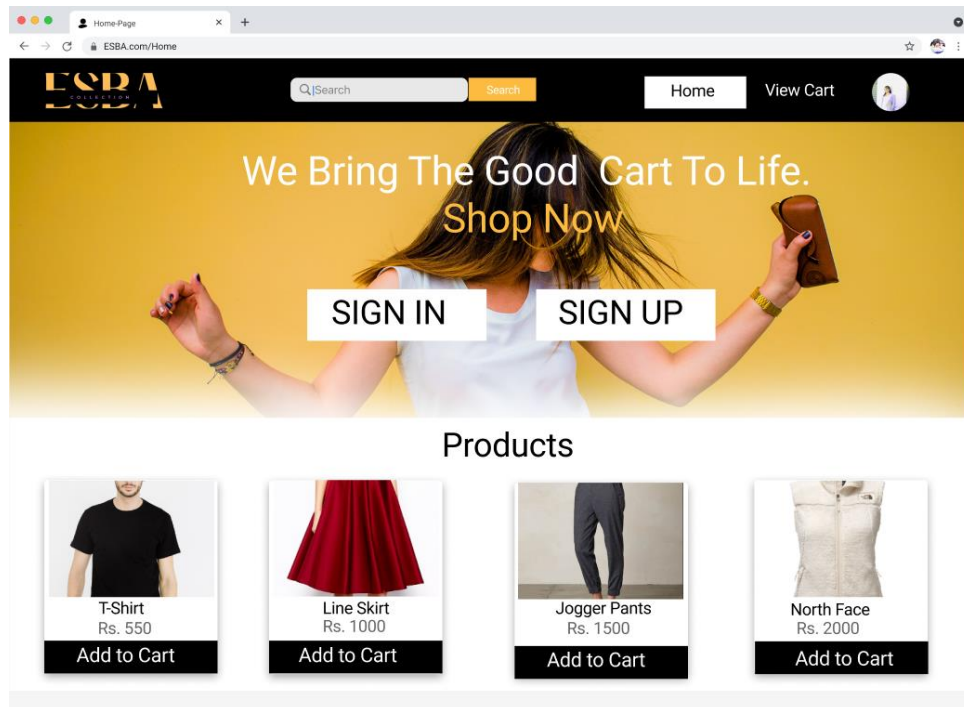 Home-Page
ESBA.com/Home
ESBA
COLLECTION
Search
Search
Home
View Cart
We Bring The Good Cart To Life.
Shop Now
SIGN IN
SIGN UP
Products
T-Shirt
Rs. 550
Add to Cart
Line Skirt
Rs. 1000
Add to Cart
Jogger Pants
Rs. 1500
Add to Cart
North Face
Rs. 2000
Add to Cart